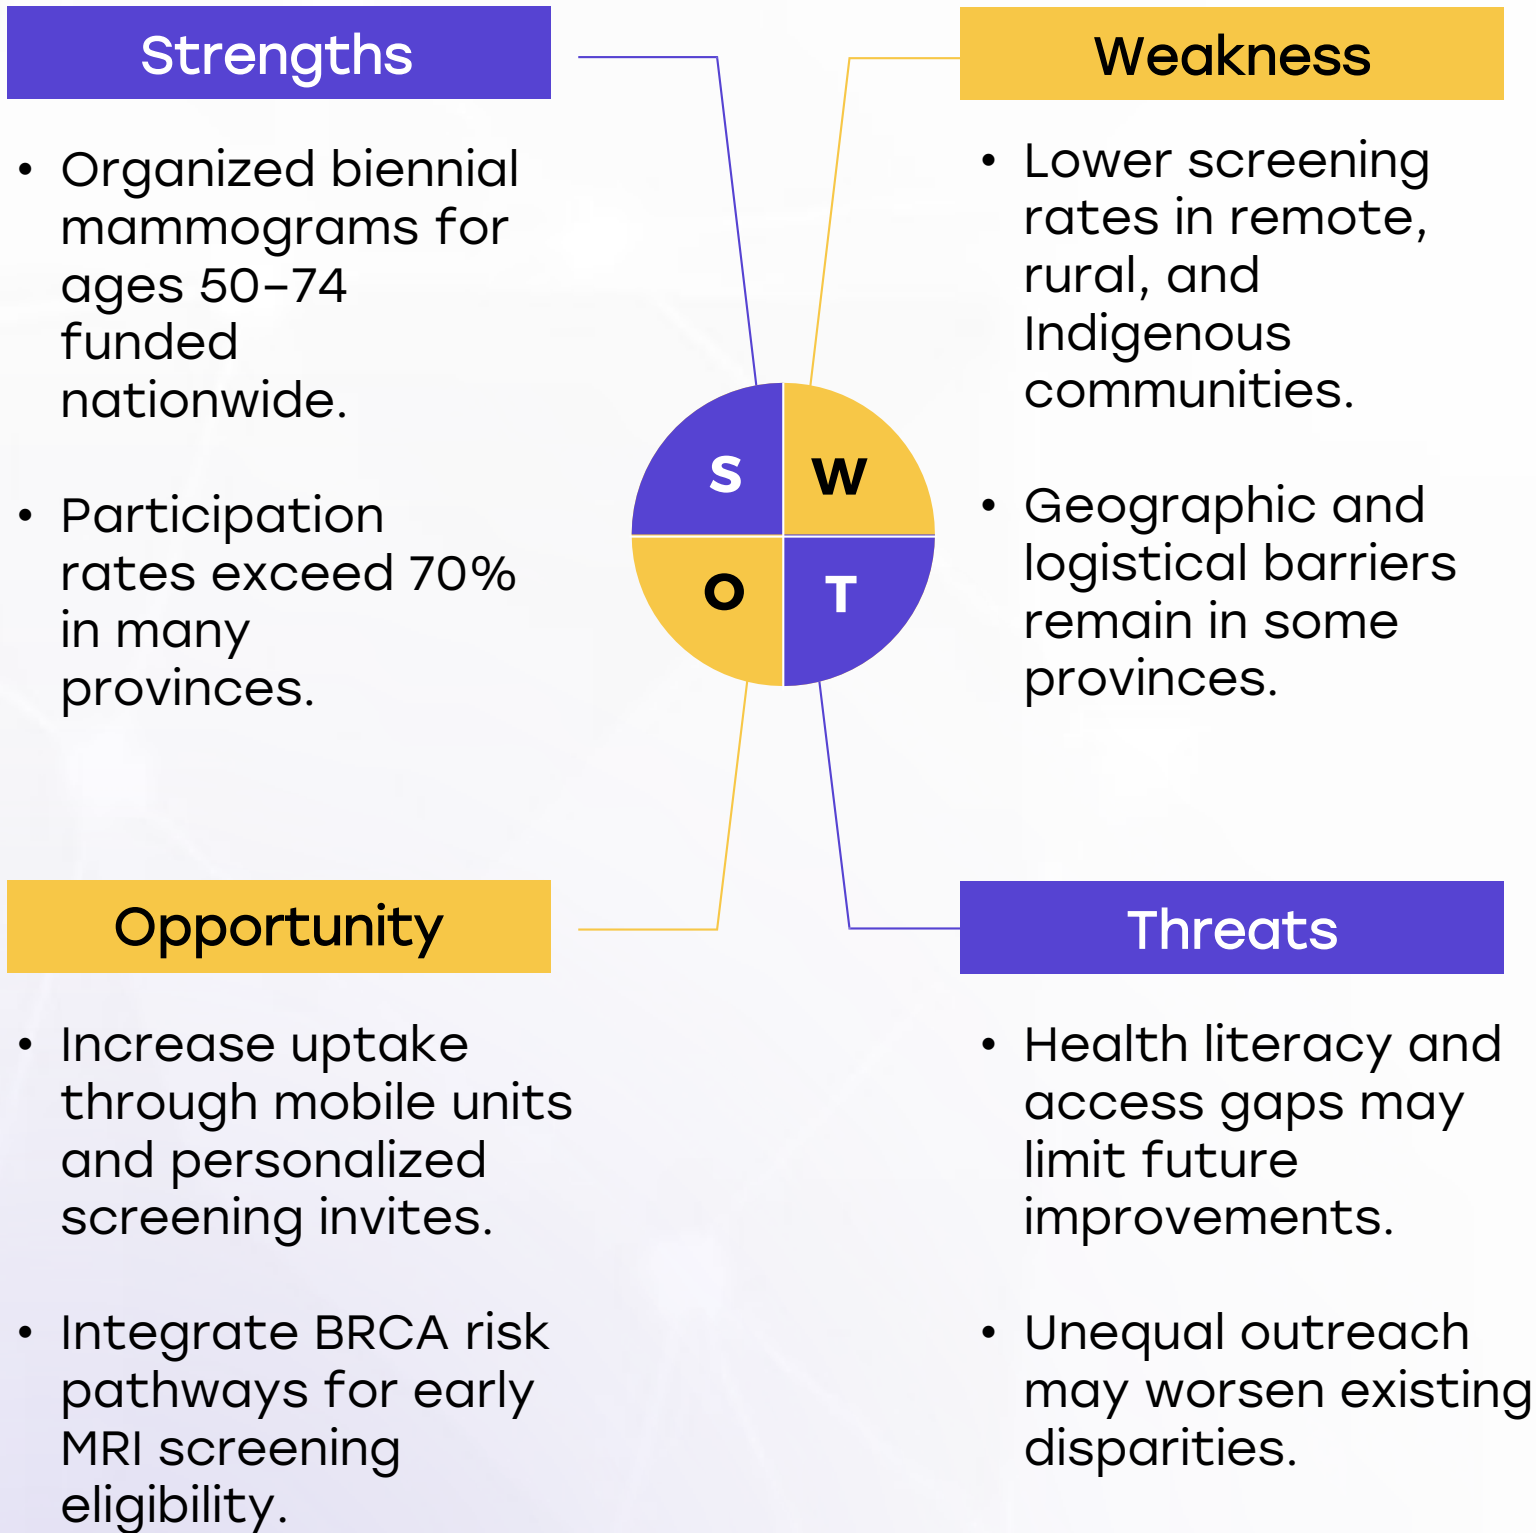 Strengths
• Organized biennial
mammograms for
ages 50–74
funded
nationwide.
• Participation
rates exceed 70%
in many
provinces.
Weakness
• Lower screening
rates in remote,
rural, and
Indigenous
communities.
• Geographic and
logistical barriers
remain in some
provinces.
S
W
O
T
Opportunity
• Increase uptake
through mobile units
and personalized
screening invites.
• Integrate BRCA risk
pathways for early
MRI screening
eligibility.
Threats
• Health literacy and
access gaps may
limit future
improvements.
• Unequal outreach
may worsen existing
disparities.